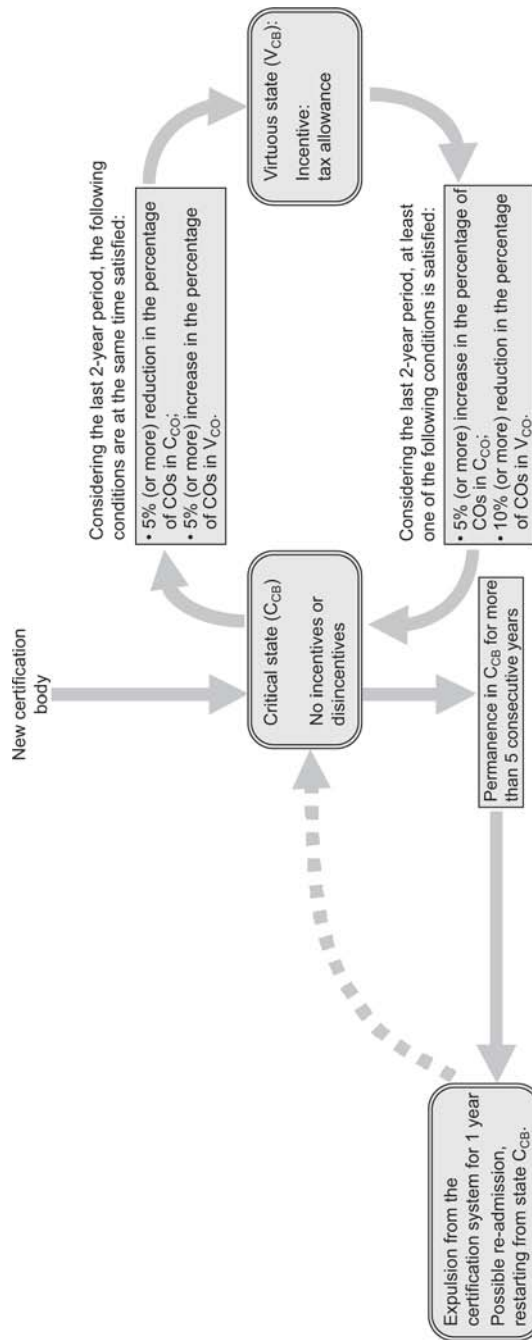 New certification
body
Considering the last 2-year period, the following
conditions are at the same time satisfied:
• 5% (or more) reduction in the percentage
of COs in C_CO;
• 5% (or more) increase in the percentage
of COs in V_CO.
Critical state (C_CB)
No incentives or
disincentives
Virtuous state (V_CB):
Incentive:
tax allowance
Considering the last 2-year period, at least
one of the following conditions is satisfied:
• 5% (or more) increase in the percentage of
COs in C_CO;
• 10% (or more) reduction in the percentage
of COs in V_CO.
Permanence in C_CB for more
than 5 consecutive years
Expulsion from the
certification system for 1 year
Possible re-admission,
restarting from state C_CB.